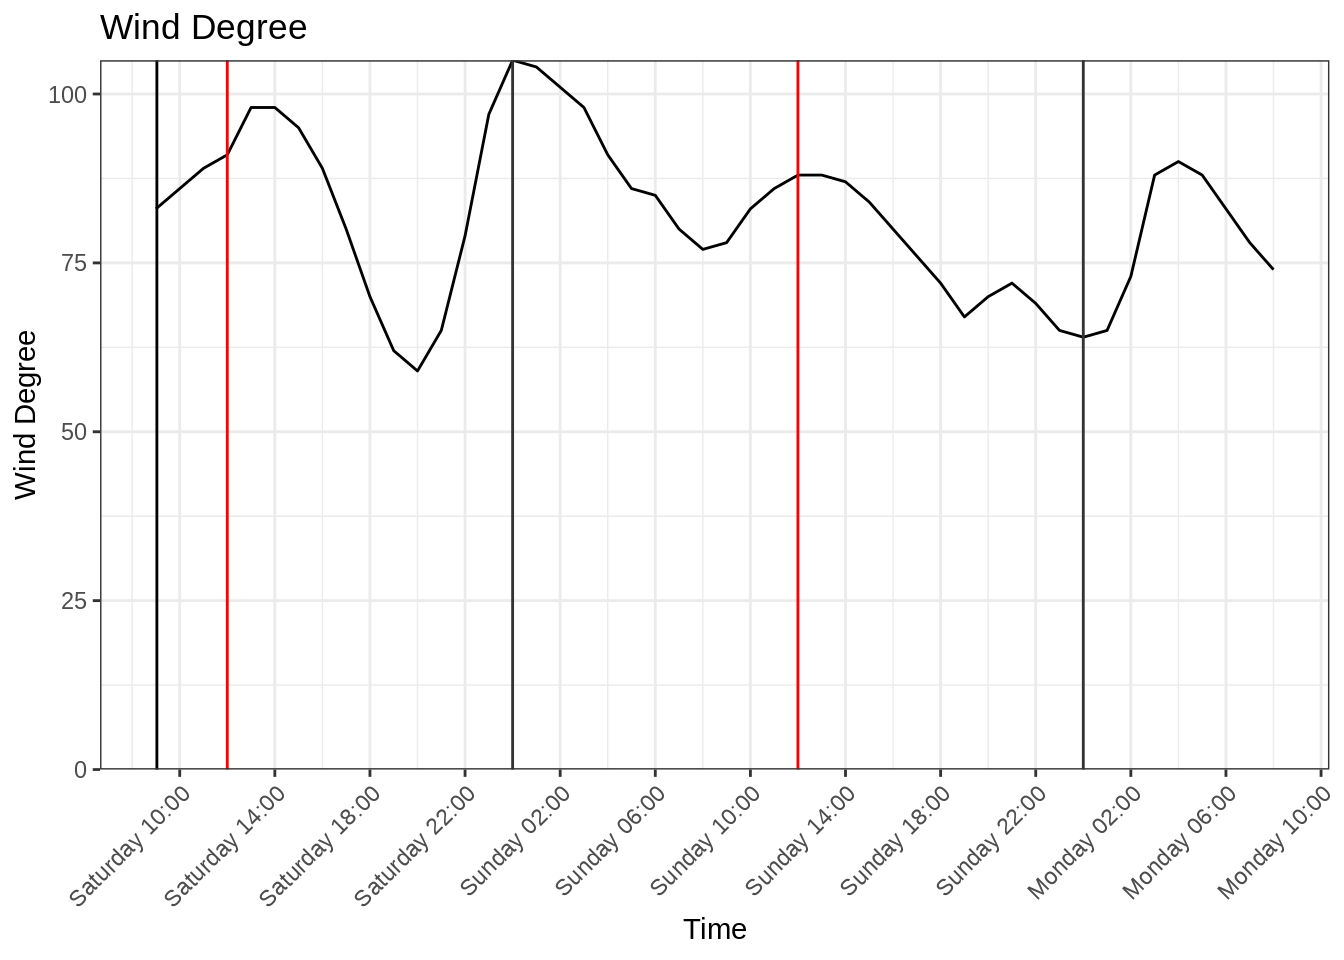 Wind Degree
100
75
50
25
0
Wind Degree
Saturday 10:00
Saturday 14:00
Saturday 18:00
Saturday 22:00
Sunday 02:00
Sunday 06:00
Sunday 10:00
Sunday 14:00
Sunday 18:00
Sunday 22:00
Monday 02:00
Monday 06:00
Monday 10:00
Time